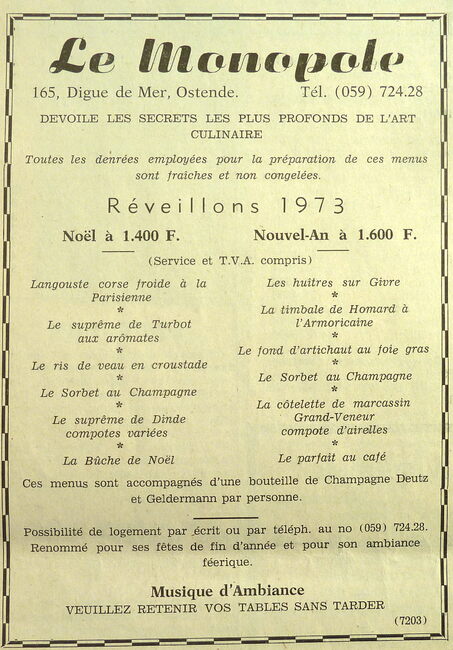 Le Monopole
165, Digue de Mer, Ostende. Tél. (059) 724.28
DEVOILE LES SECRETS LES PLUS PROFONDS DE L'ART
CULINAIRE
Toutes les denrées employées pour la préparation de ces menus
sont fraîches et non congelées.
Réveillons 1973
Noël à 1.400 F.
Nouvel-An à 1.600 F.
(Service et T.V.A. compris)
Langouste corse froide à la
Parisienne
*
Le suprême de Turbot
aux arômates
*
Le ris de veau en croustade
*
Le Sorbet au Champagne
*
Le suprême de Dinde
compotes variées
*
La Bûche de Noël
Les huîtres sur Givre
*
La timbale de Homard à
l'Armoricaine
*
Le fond d'artichaut au foie gras
*
Le Sorbet au Champagne
*
La côtelette de marcassin
Grand-Veneur
compote d'airelles
*
Le parfait au café
Ces menus sont accompagnés d'une bouteille de Champagne Deutz
et Geldermann par personne.
Possibilité de logement par écrit ou par téléph. au no (059) 724.28.
Renommé pour ses fêtes de fin d'année et pour son ambiance
féerique.
Musique d'Ambiance
VEUILLEZ RETENIR VOS TABLES SANS TARDER
(7203)